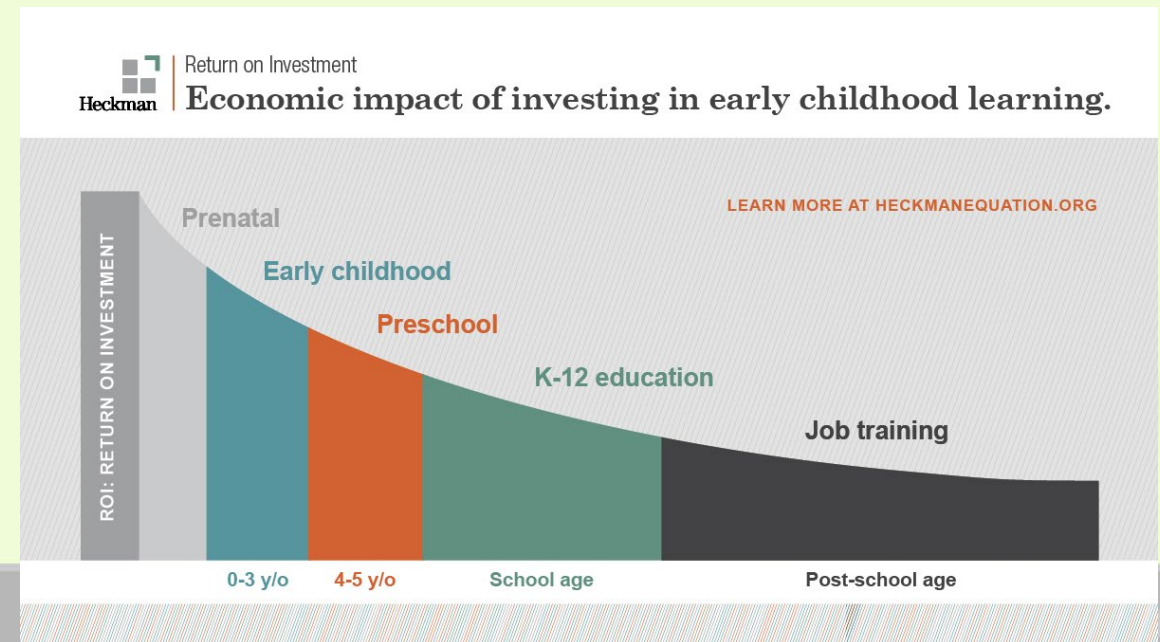 Heckman
Return on Investment
Economic impact of investing in early childhood learning.
LEARN MORE AT HECKMANEQUATION.ORG
ROI: RETURN ON INVESTMENT
Prenatal
Early childhood
Preschool
K-12 education
Job training
0-3 y/o
4-5 y/o
School age
Post-school age